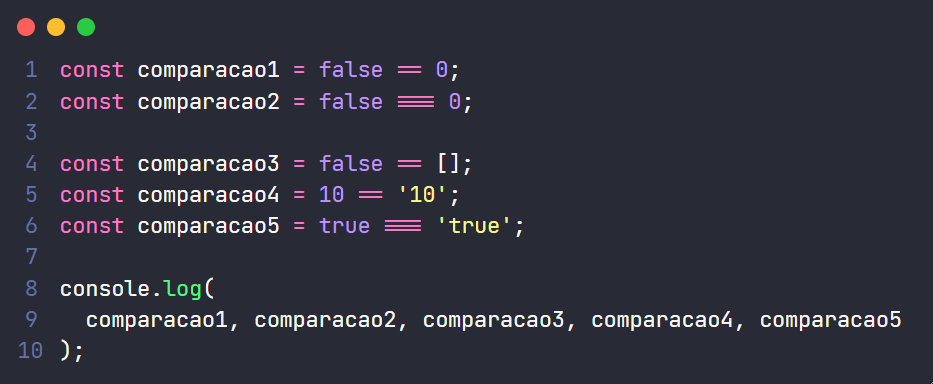 1 const comparacao1 = false == 0;
2 const comparacao2 = false === 0;
3
4 const comparacao3 = false == [];
5 const comparacao4 = 10 == '10';
6 const comparacao5 = true === 'true';
7
8 console.log(
9   comparacao1, comparacao2, comparacao3, comparacao4, comparacao5
10 );